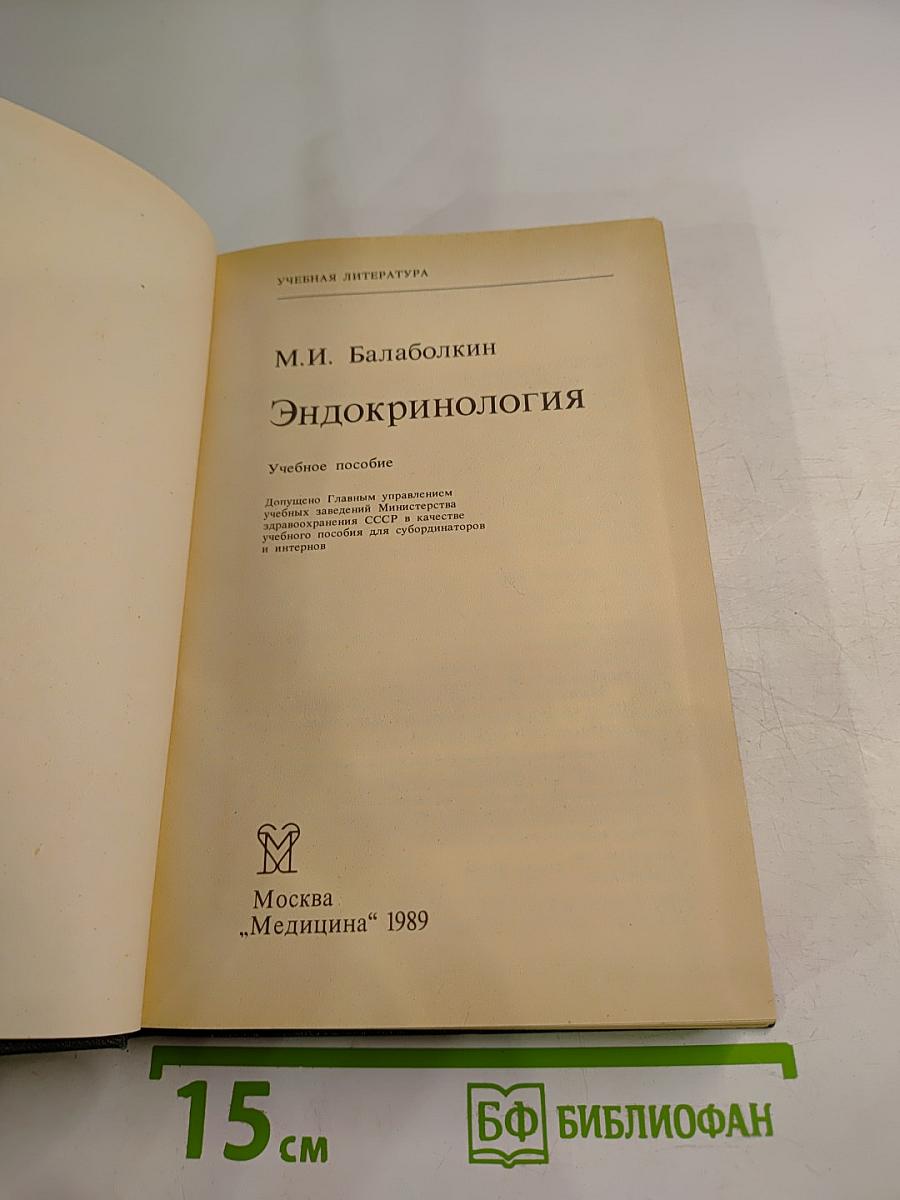 УЧЕБНАЯ ЛИТЕРАТУРА
М.И. Балаболкин
Эндокринология
Учебное пособие
Допущено Главным управлением
учебных заведений Министерства
здравоохранения СССР в качестве
учебного пособия для субординаторов
и интернов
М
Москва
„Медицина“ 1989
15 см
БФ БИБЛИОФАН